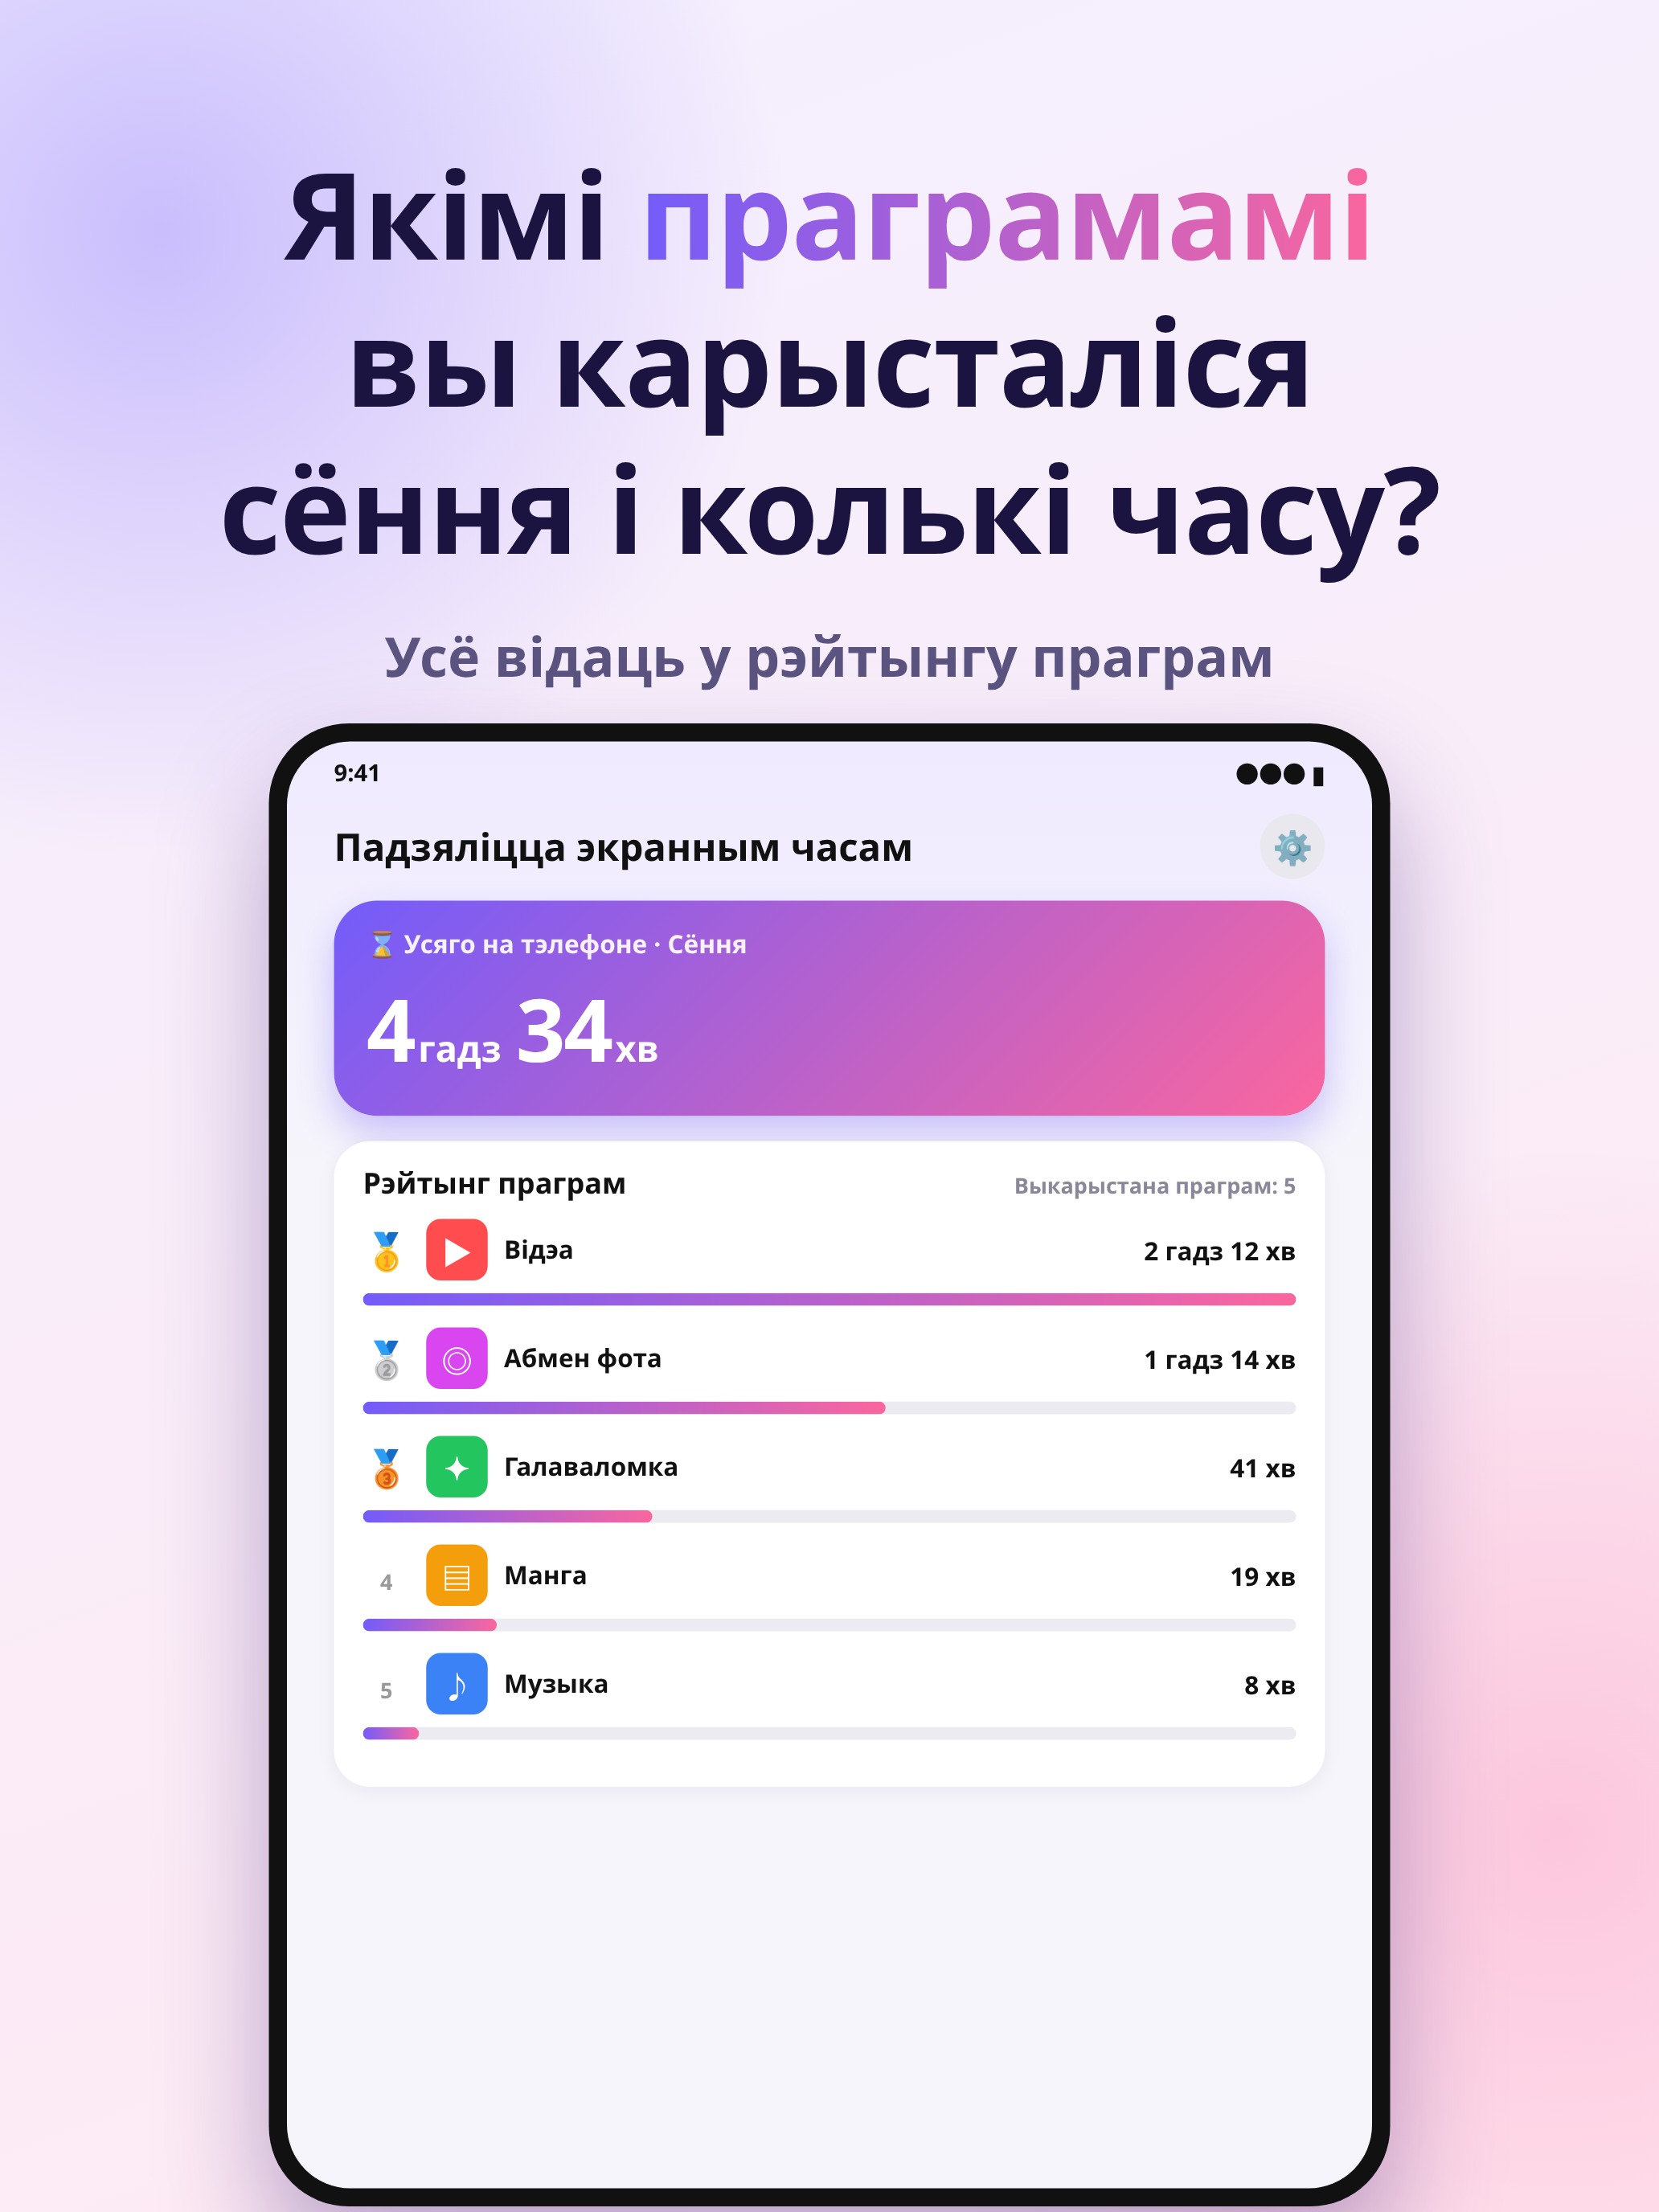 Якімі праграмамі
вы карысталіся
сёння і колькі часу?
Усё відаць у рэйтынгу праграм
9:41
Падзяліцца экранным часам
⌛ Усяго на тэлефоне · Сёння
4гадз 34хв
Рэйтынг праграм
Выкарыстана праграм: 5
🥇 Відэа 2 гадз 12 хв
🥈 Абмен фота 1 гадз 14 хв
🥉 Галаваломка 41 хв
4 Манга 19 хв
5 Музыка 8 хв